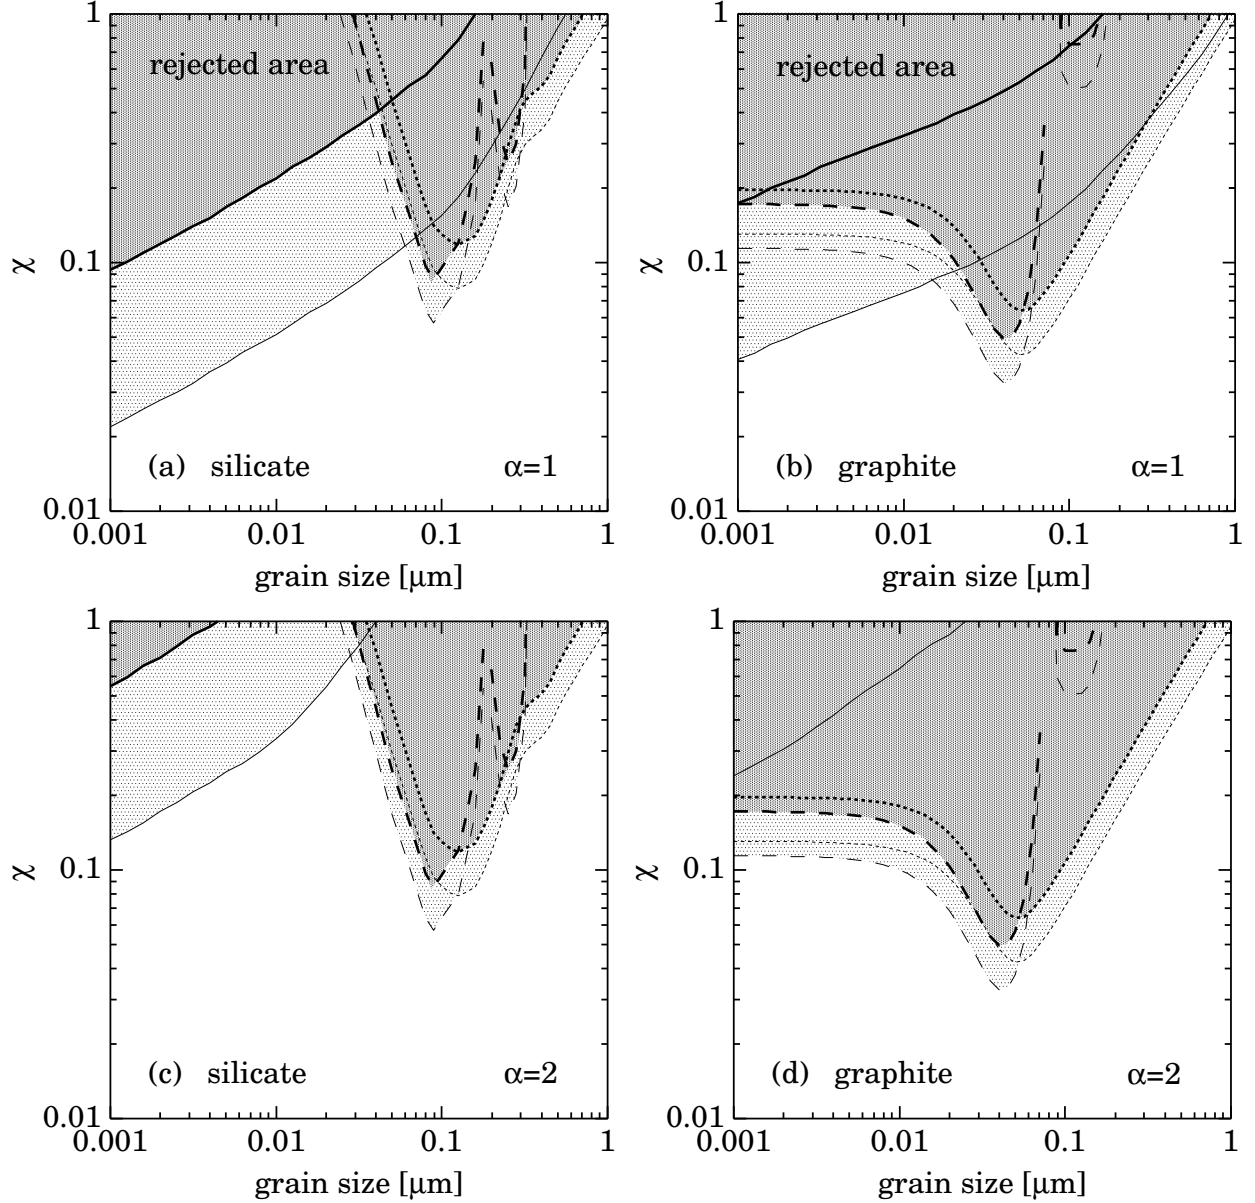 1
rejected area
χ
0.1
(a) silicate α=1
0.01
0.001 0.01 0.1 1
grain size [μm]
1
rejected area
χ
0.1
(b) graphite α=1
0.01
0.001 0.01 0.1 1
grain size [μm]
1
χ
0.1
(c) silicate α=2
0.01
0.001 0.01 0.1 1
grain size [μm]
1
χ
0.1
(d) graphite α=2
0.01
0.001 0.01 0.1 1
grain size [μm]